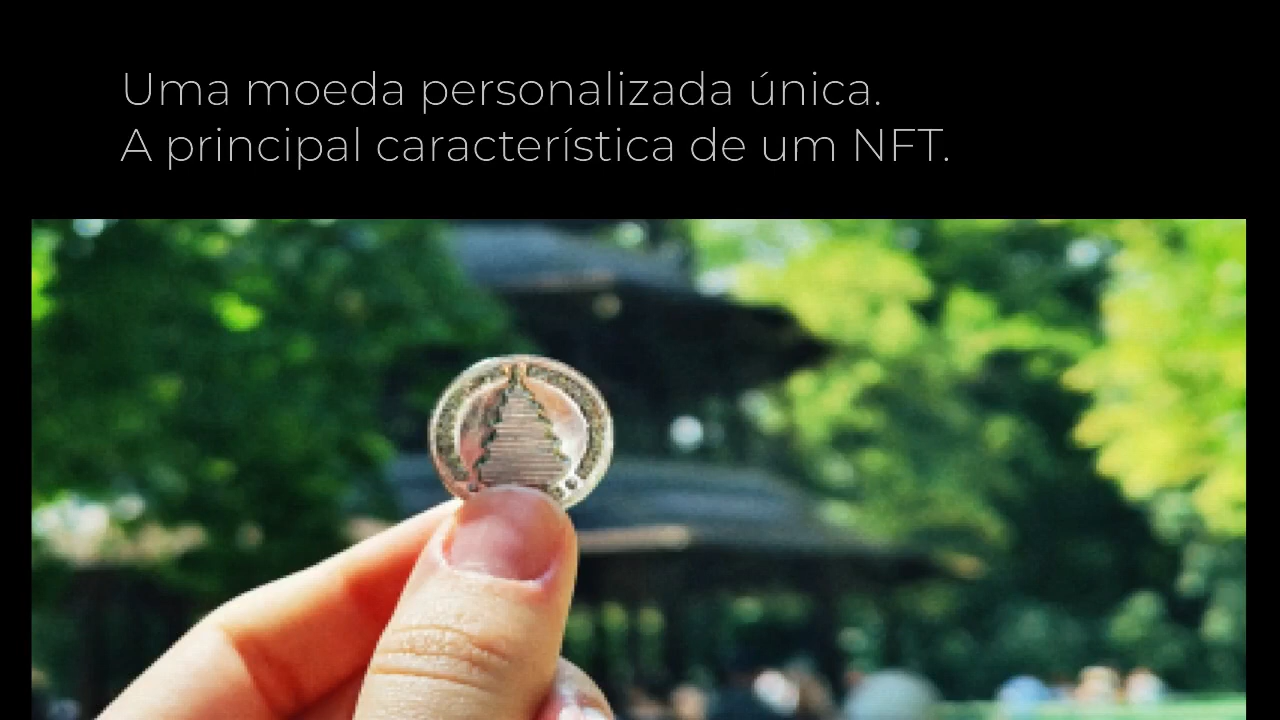 Uma moeda personalizada única.
A principal característica de um NFT.